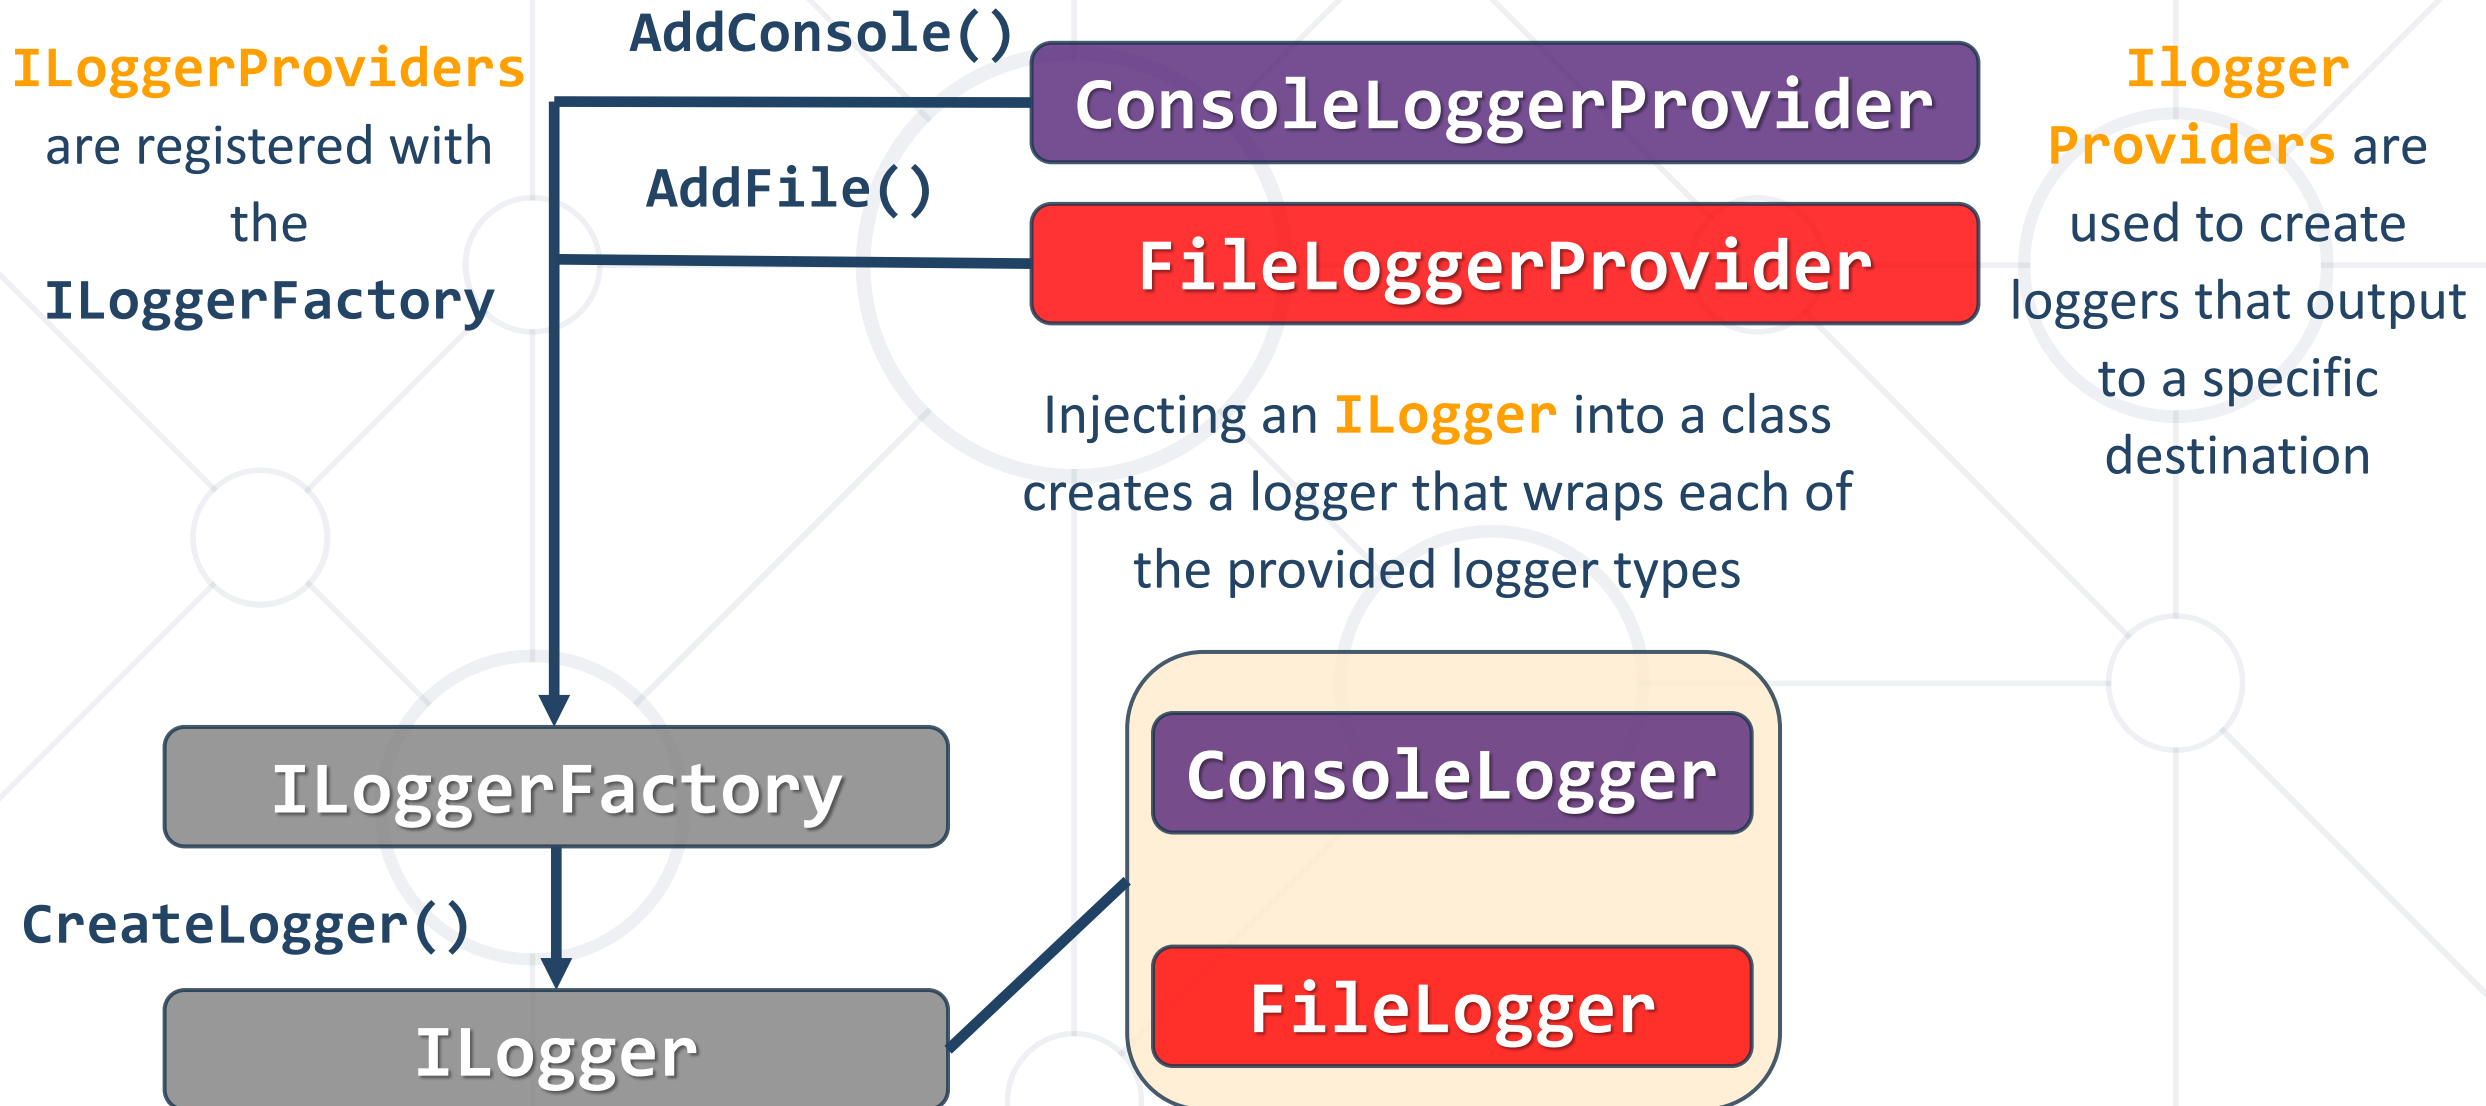 ILoggerProviders
are registered with
the
ILoggerFactory
AddConsole()
AddFile()
ConsoleLoggerProvider
FileLoggerProvider
Ilogger
Providers are
used to create
loggers that output
to a specific
destination
Injecting an ILogger into a class
creates a logger that wraps each of
the provided logger types
ILoggerFactory
CreateLogger()
ILogger
ConsoleLogger
FileLogger